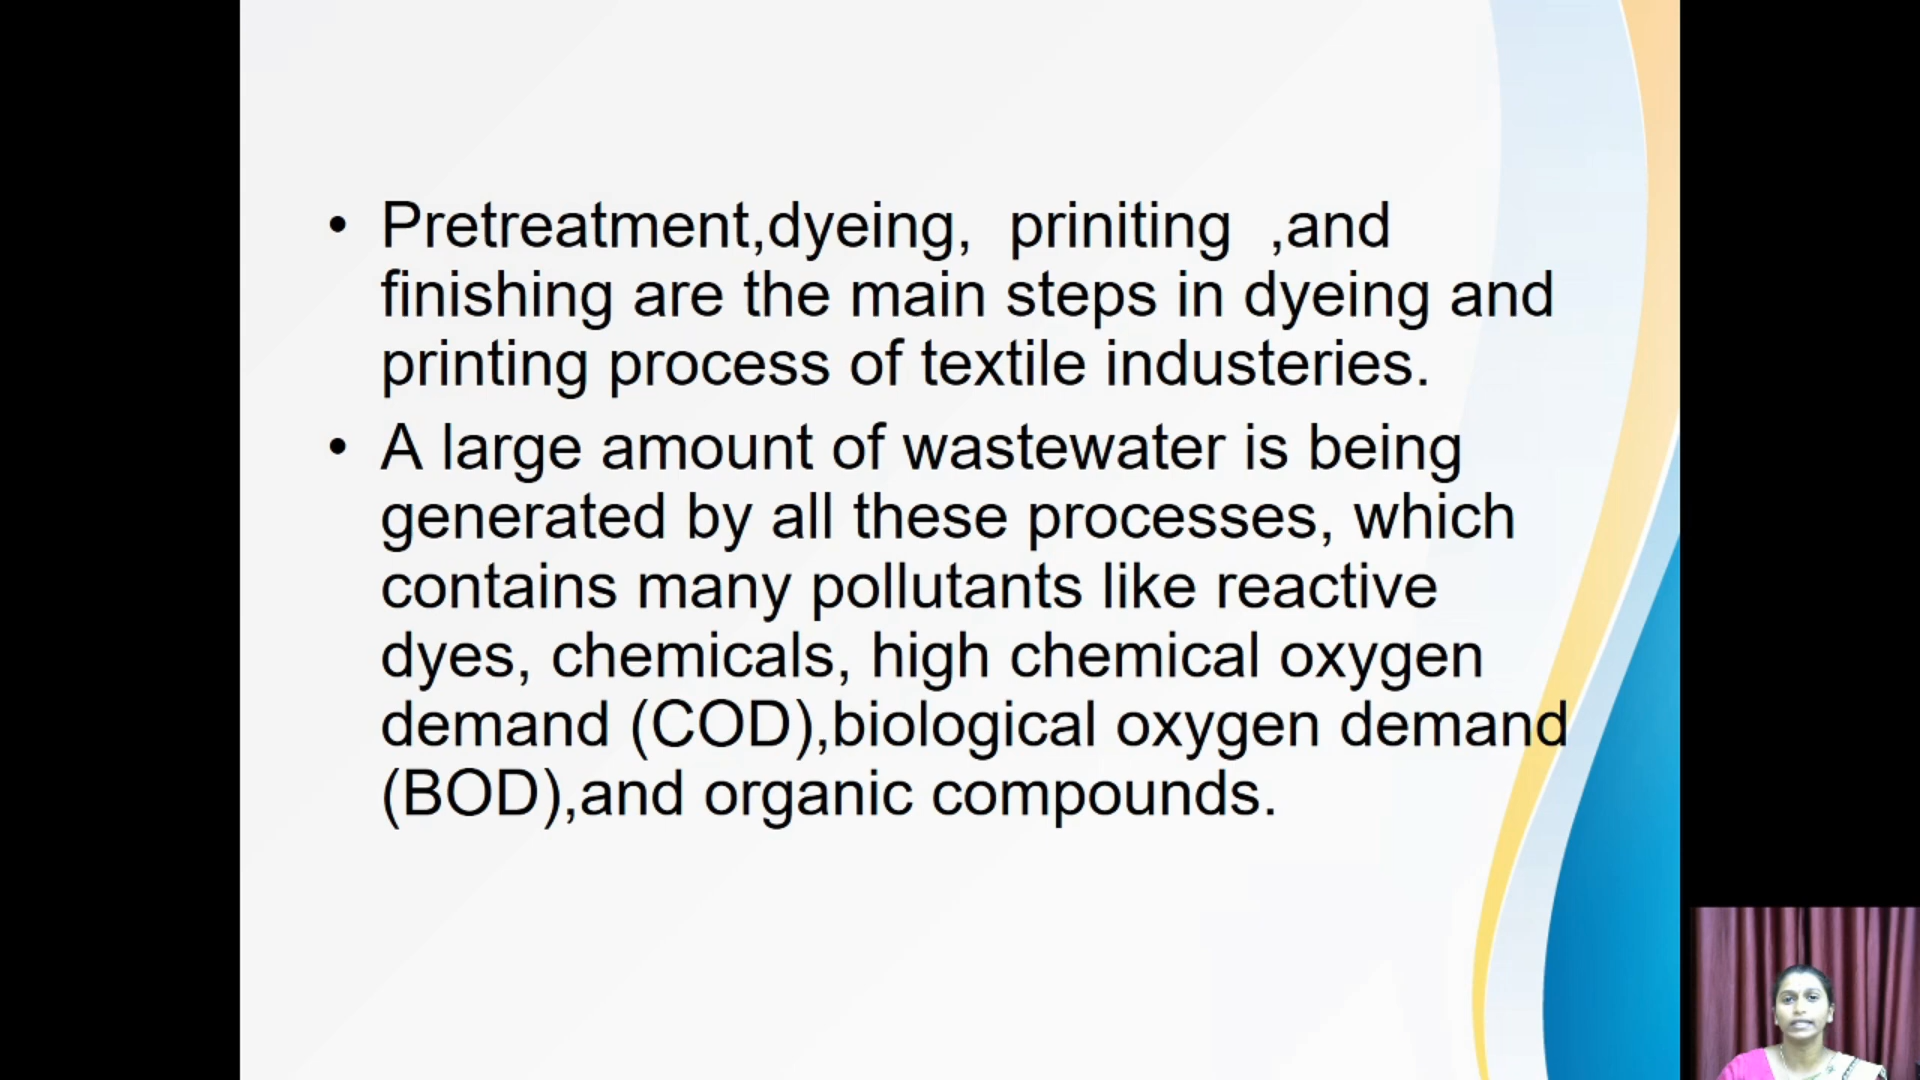 • Pretreatment,dyeing, priniting ,and
finishing are the main steps in dyeing and
printing process of textile industeries.
• A large amount of wastewater is being
generated by all these processes, which
contains many pollutants like reactive
dyes, chemicals, high chemical oxygen
demand (COD),biological oxygen demand
(BOD),and organic compounds.